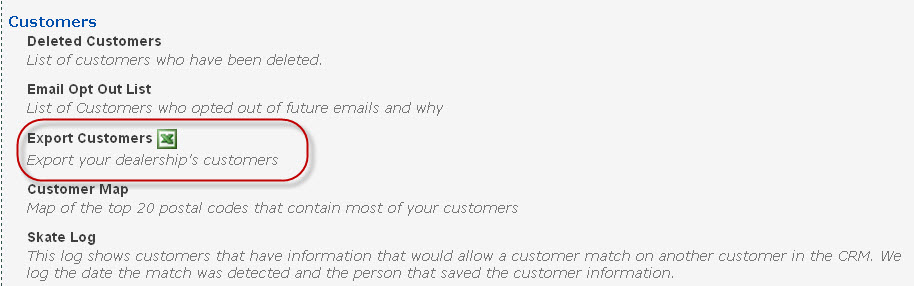 Customers
Deleted Customers
List of customers who have been deleted.
Email Opt Out List
List of Customers who opted out of future emails and why
Export Customers
Export your dealership's customers
Customer Map
Map of the top 20 postal codes that contain most of your customers
Skate Log
This log shows customers that have information that would allow a customer match on another customer in the CRM. We
log the date the match was detected and the person that saved the customer information.